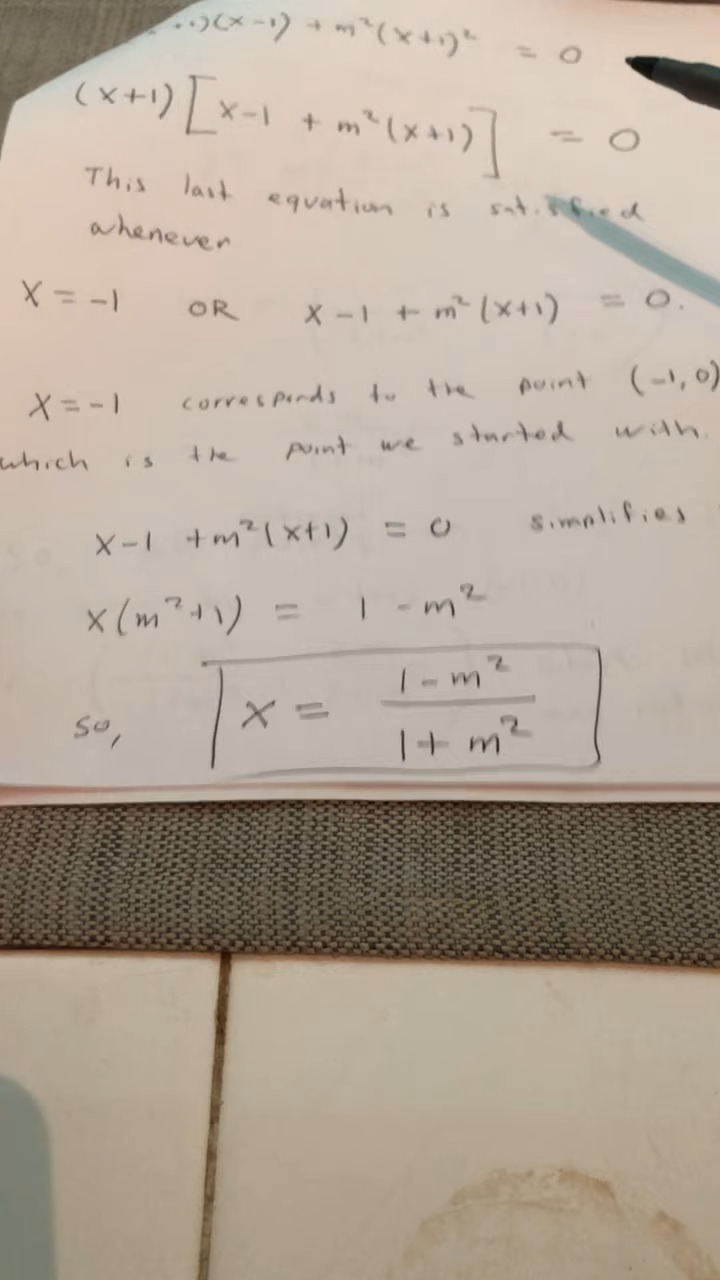 +1)(x-1) + m²(x+1)² = 0
(x+1)[x-1 + m²(x+1)] = 0
This last equation is satisfied
whenever
X = -1 OR x-1 + m²(x+1) = 0.
X = -1 corresponds to the point (-1,0)
which is the point we started with.
x-1 + m²(x+1) = 0 simplifies
x(m²+1) = 1 - m²
so, x = (1-m²)/(1+m²)